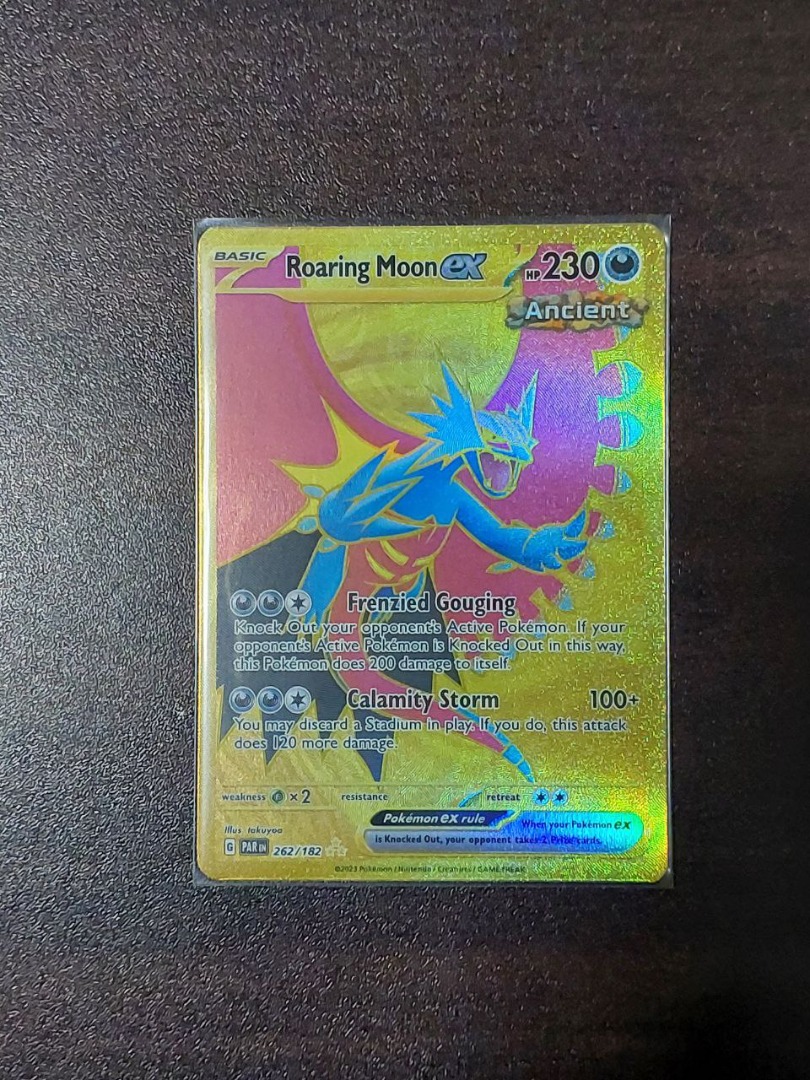 BASIC Roaring Moon ex HP 230
Ancient
Frenzied Gouging
Knock Out your opponent's Active Pokémon. If your
opponent's Active Pokémon is Knocked Out in this way,
this Pokémon does 200 damage to itself.
Calamity Storm 100+
You may discard a Stadium in play. If you do, this attack
does 120 more damage.
weakness ×2 resistance retreat
Pokémon ex rule When your Pokémon ex
is Knocked Out, your opponent takes 2 Prize cards.
Illus. takuyoa
G PAR EN 262/182
©2023 Pokémon / Nintendo / Creatures / GAME FREAK